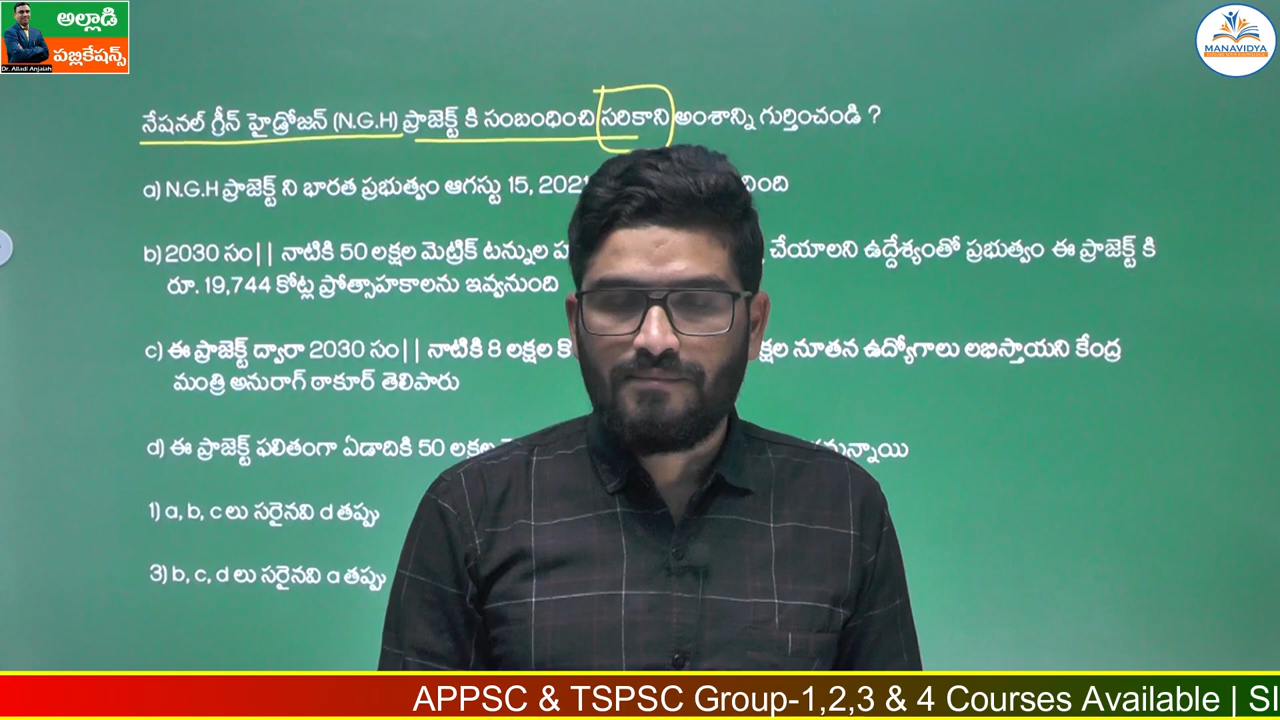 అల్లాడి
పబ్లికేషన్స్
Dr. Alladi Anjaiah
MANAVIDYA
నేషనల్ గ్రీన్ హైడ్రోజన్ (N.G.H) ప్రాజెక్ట్ కి సంబంధించి సరికాని అంశాన్ని గుర్తించండి ?
a) N.G.H ప్రాజెక్ట్ ని భారత ప్రభుత్వం ఆగస్టు 15, 2021
b) 2030 సం|| నాటికి 50 లక్షల మెట్రిక్ టన్నుల చేయాలని ఉద్దేశ్యంతో ప్రభుత్వం ఈ ప్రాజెక్ట్ కి
రూ. 19,744 కోట్ల ప్రోత్సాహకాలను ఇవ్వనుంది
c) ఈ ప్రాజెక్ట్ ద్వారా 2030 సం|| నాటికి 8 లక్షల నూతన ఉద్యోగాలు లభిస్తాయని కేంద్ర
మంత్రి అనురాగ్ ఠాకూర్ తెలిపారు
d) ఈ ప్రాజెక్ట్ ఫలితంగా ఏడాదికి 50 లక్షల
1) a, b, c లు సరైనవి d తప్పు
3) b, c, d లు సరైనవి a తప్పు
APPSC & TSPSC Group-1,2,3 & 4 Courses Available | SI